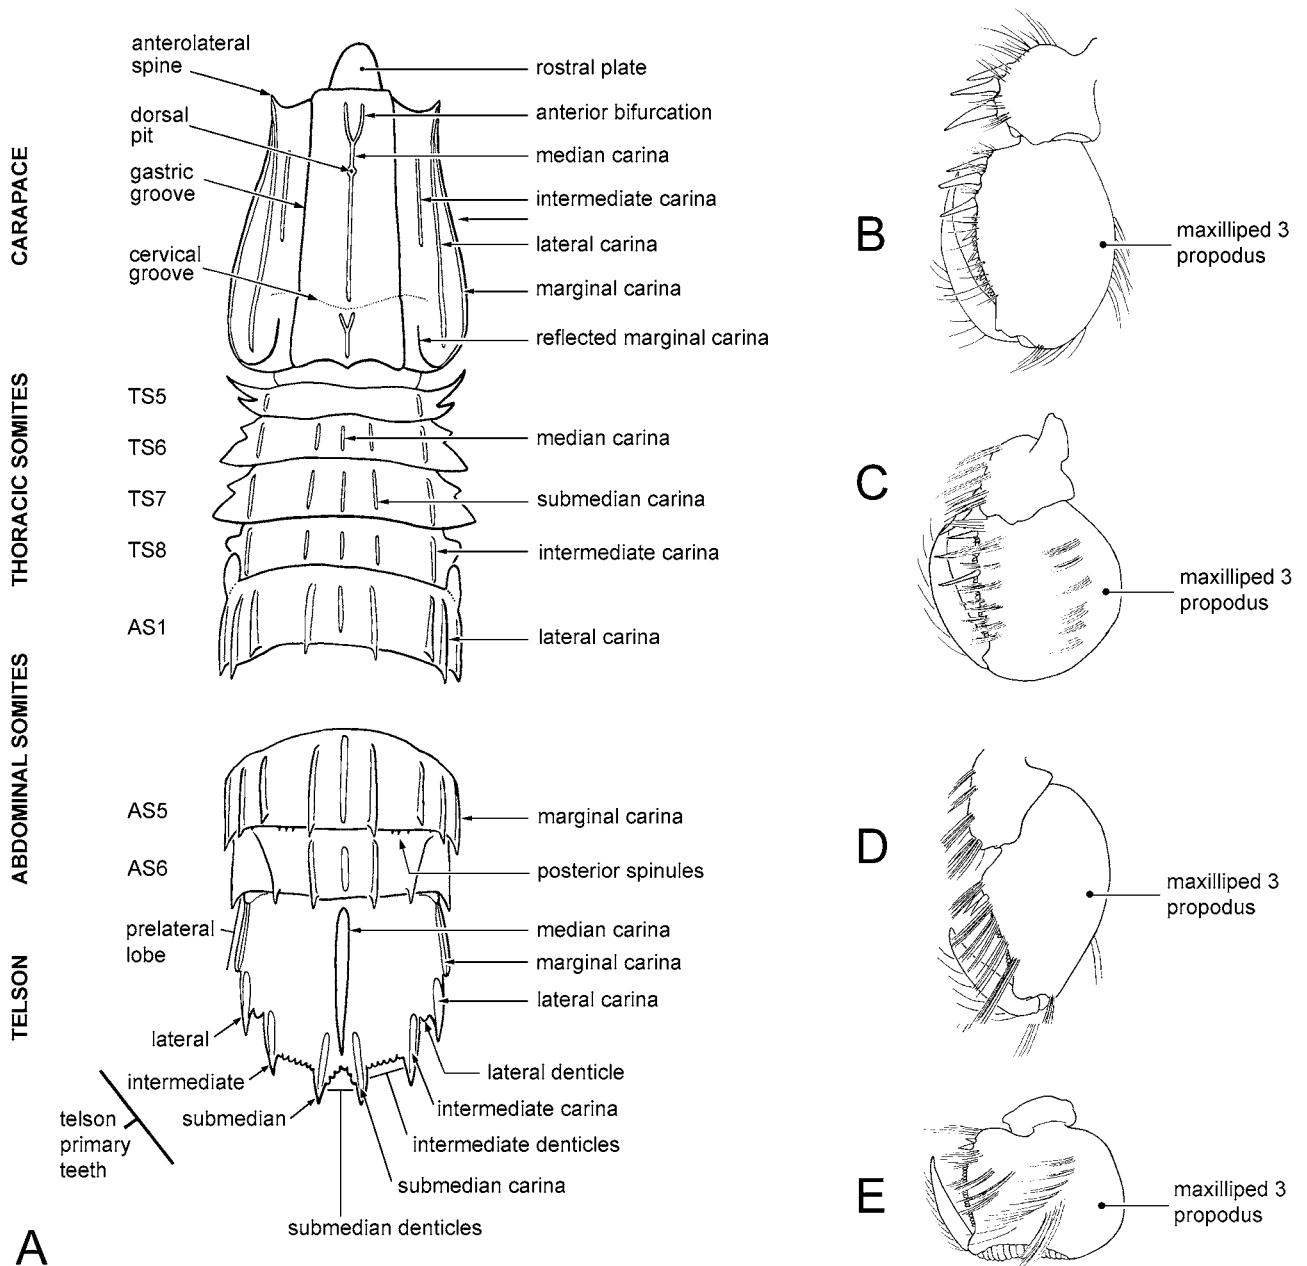 CARAPACE
THORACIC SOMITES
ABDOMINAL SOMITES
TELSON
anterolateral
spine
dorsal
pit
gastric
groove
cervical
groove
rostral plate
anterior bifurcation
median carina
intermediate carina
lateral carina
marginal carina
reflected marginal carina
TS5
TS6
median carina
TS7
submedian carina
TS8
intermediate carina
AS1
lateral carina
AS5
marginal carina
AS6
posterior spinules
prelateral
lobe
median carina
marginal carina
lateral carina
lateral
intermediate
submedian
telson
primary
teeth
lateral denticle
intermediate carina
intermediate denticles
submedian carina
submedian denticles
A
B
maxilliped 3
propodus
C
maxilliped 3
propodus
D
maxilliped 3
propodus
E
maxilliped 3
propodus